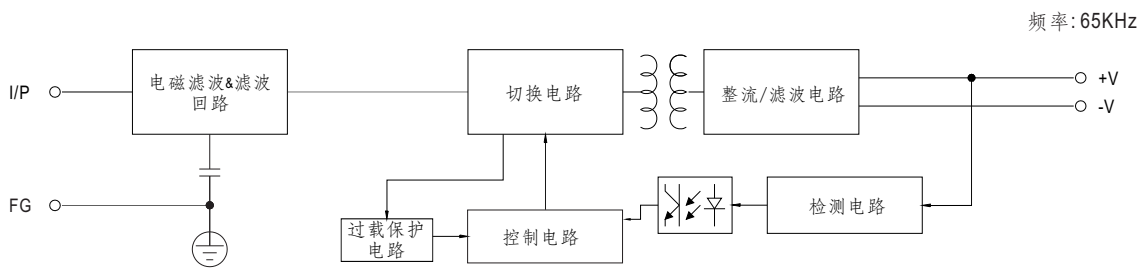 频率: 65KHz
I/P
电磁滤波&滤波
回路
切换电路
整流/滤波电路
+V
-V
FG
过载保护
电路
控制电路
检测电路